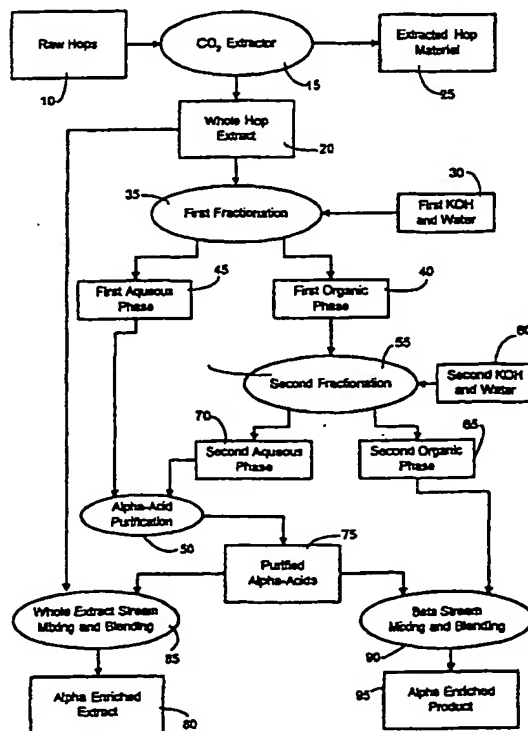 Raw Hops
CO₂ Extractor
Extracted Hop
Material
10
15
25
Whole Hop
Extract
20
35
First Fractionation
30
First KOH
and Water
45
First Aqueous
Phase
40
First Organic
Phase
55
Second Fractionation
60
Second KOH
and Water
70
Second Aqueous
Phase
65
Second Organic
Phase
Alpha-Acid
Purification
50
75
Purified
Alpha-Acids
Whole Extract Stream
Mixing and Blending
85
Beta Stream
Mixing and Blending
90
Alpha Enriched
Extract
80
95
Alpha Enriched
Product